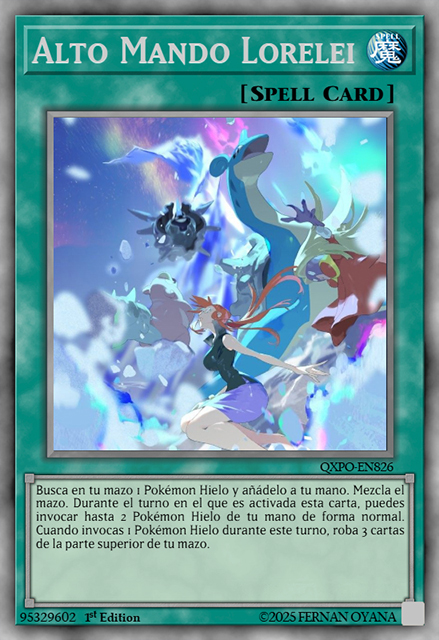 ALTO MANDO LORELEI
SPELL
魔
[SPELL CARD]
QXPO-EN826
Busca en tu mazo 1 Pokémon Hielo y añádelo a tu mano. Mezcla el
mazo. Durante el turno en el que es activada esta carta, puedes
invocar hasta 2 Pokémon Hielo de tu mano de forma normal.
Cuando invocas 1 Pokémon Hielo durante este turno, roba 3 cartas
de la parte superior de tu mazo.
95329602 1st Edition ©2025 FERNAN OYANA